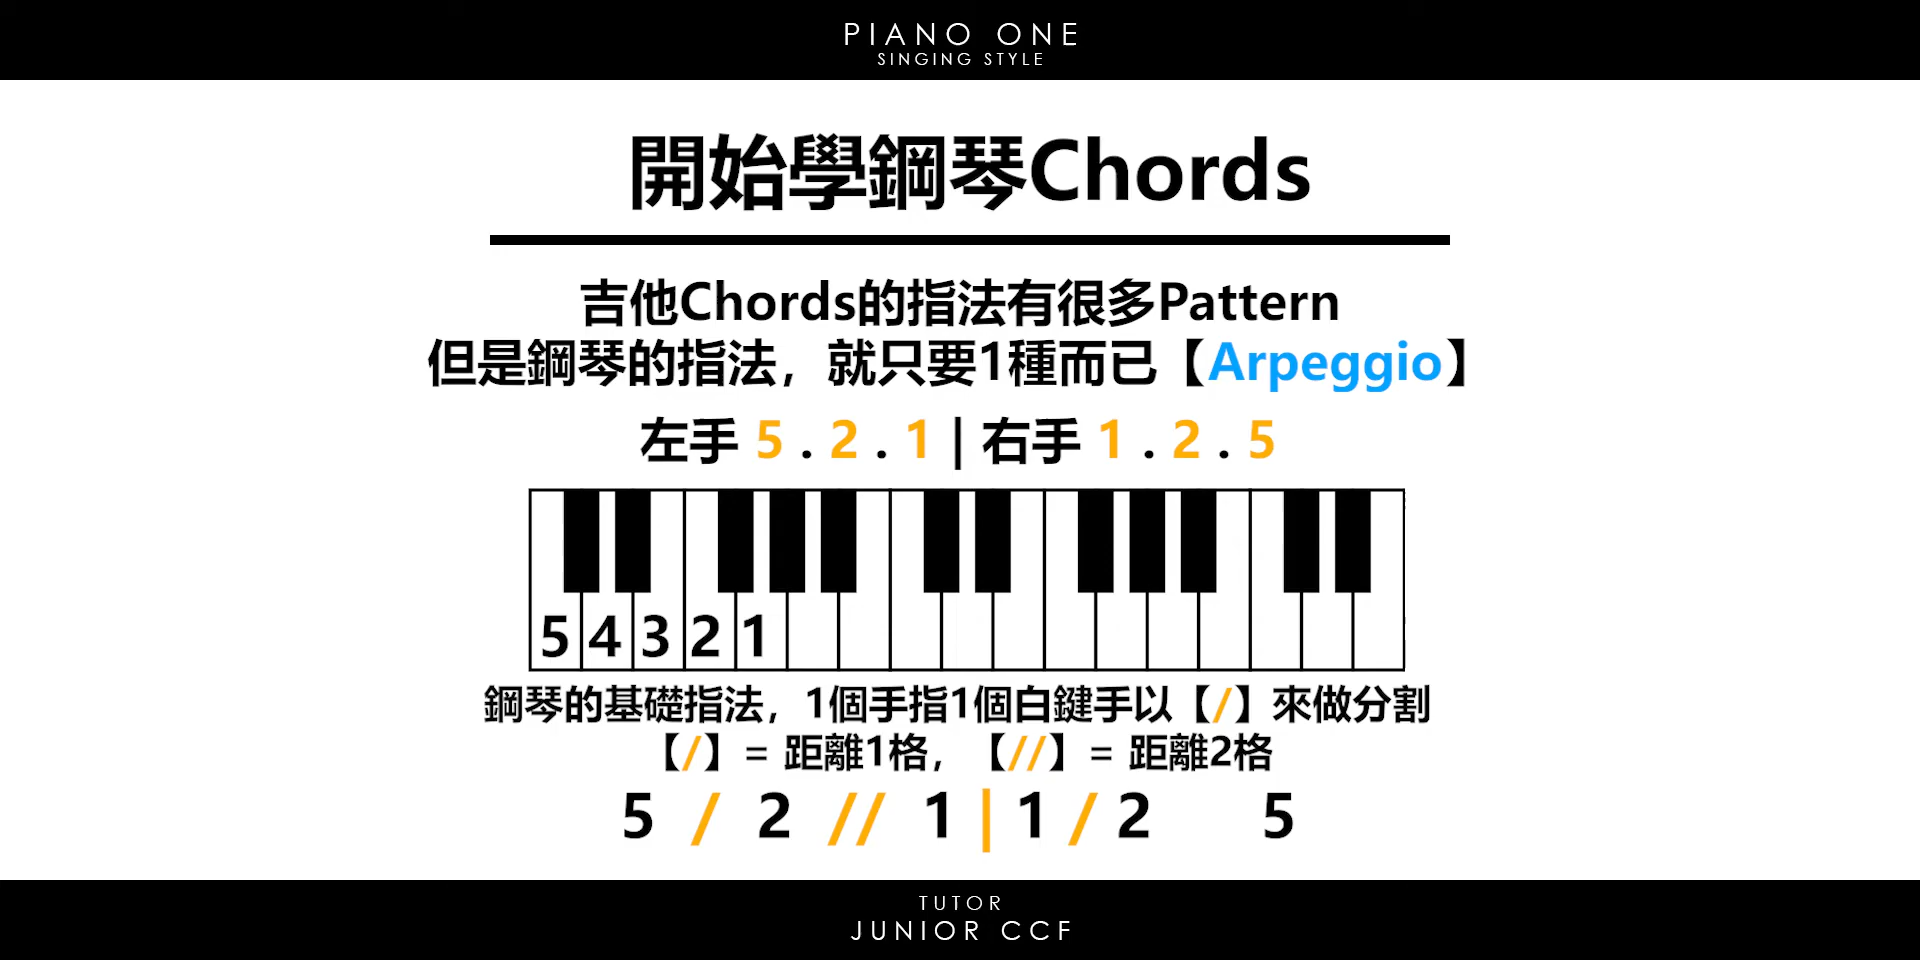 PIANO ONE
SINGING STYLE
開始學鋼琴Chords
吉他Chords的指法有很多Pattern
但是鋼琴的指法，就只要1種而已【Arpeggio】
左手 5 . 2 . 1 | 右手 1 . 2 . 5
5 4 3 2 1
鋼琴的基礎指法，1個手指1個白鍵手以【/】來做分割
【/】= 距離1格，【//】= 距離2格
5 / 2 // 1 | 1 / 2 5
TUTOR
JUNIOR CCF